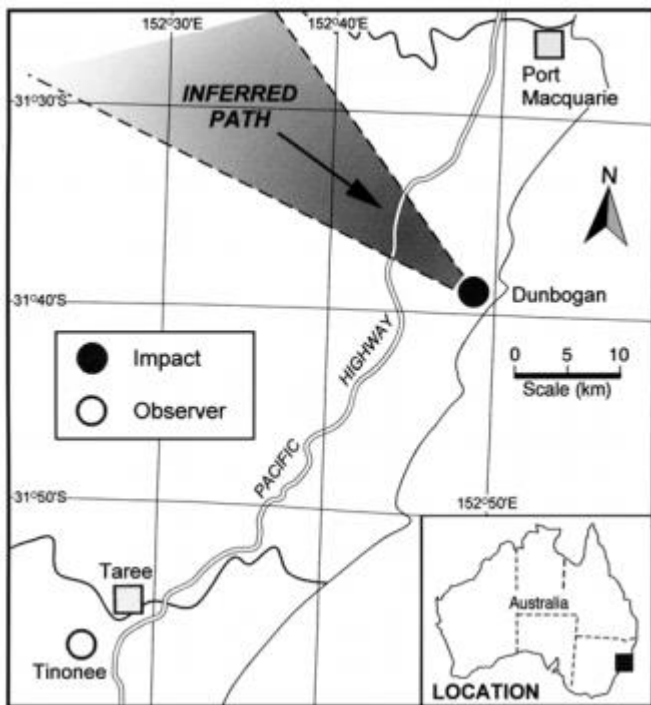 152°30'E
152°40'E
Port
Macquarie
31°30'S
INFERRED
PATH
N
31°40'S
Dunbogan
Impact
Observer
0 5 10
Scale (km)
PACIFIC
HIGHWAY
31°50'S
152°50'E
Taree
Tinonee
Australia
LOCATION